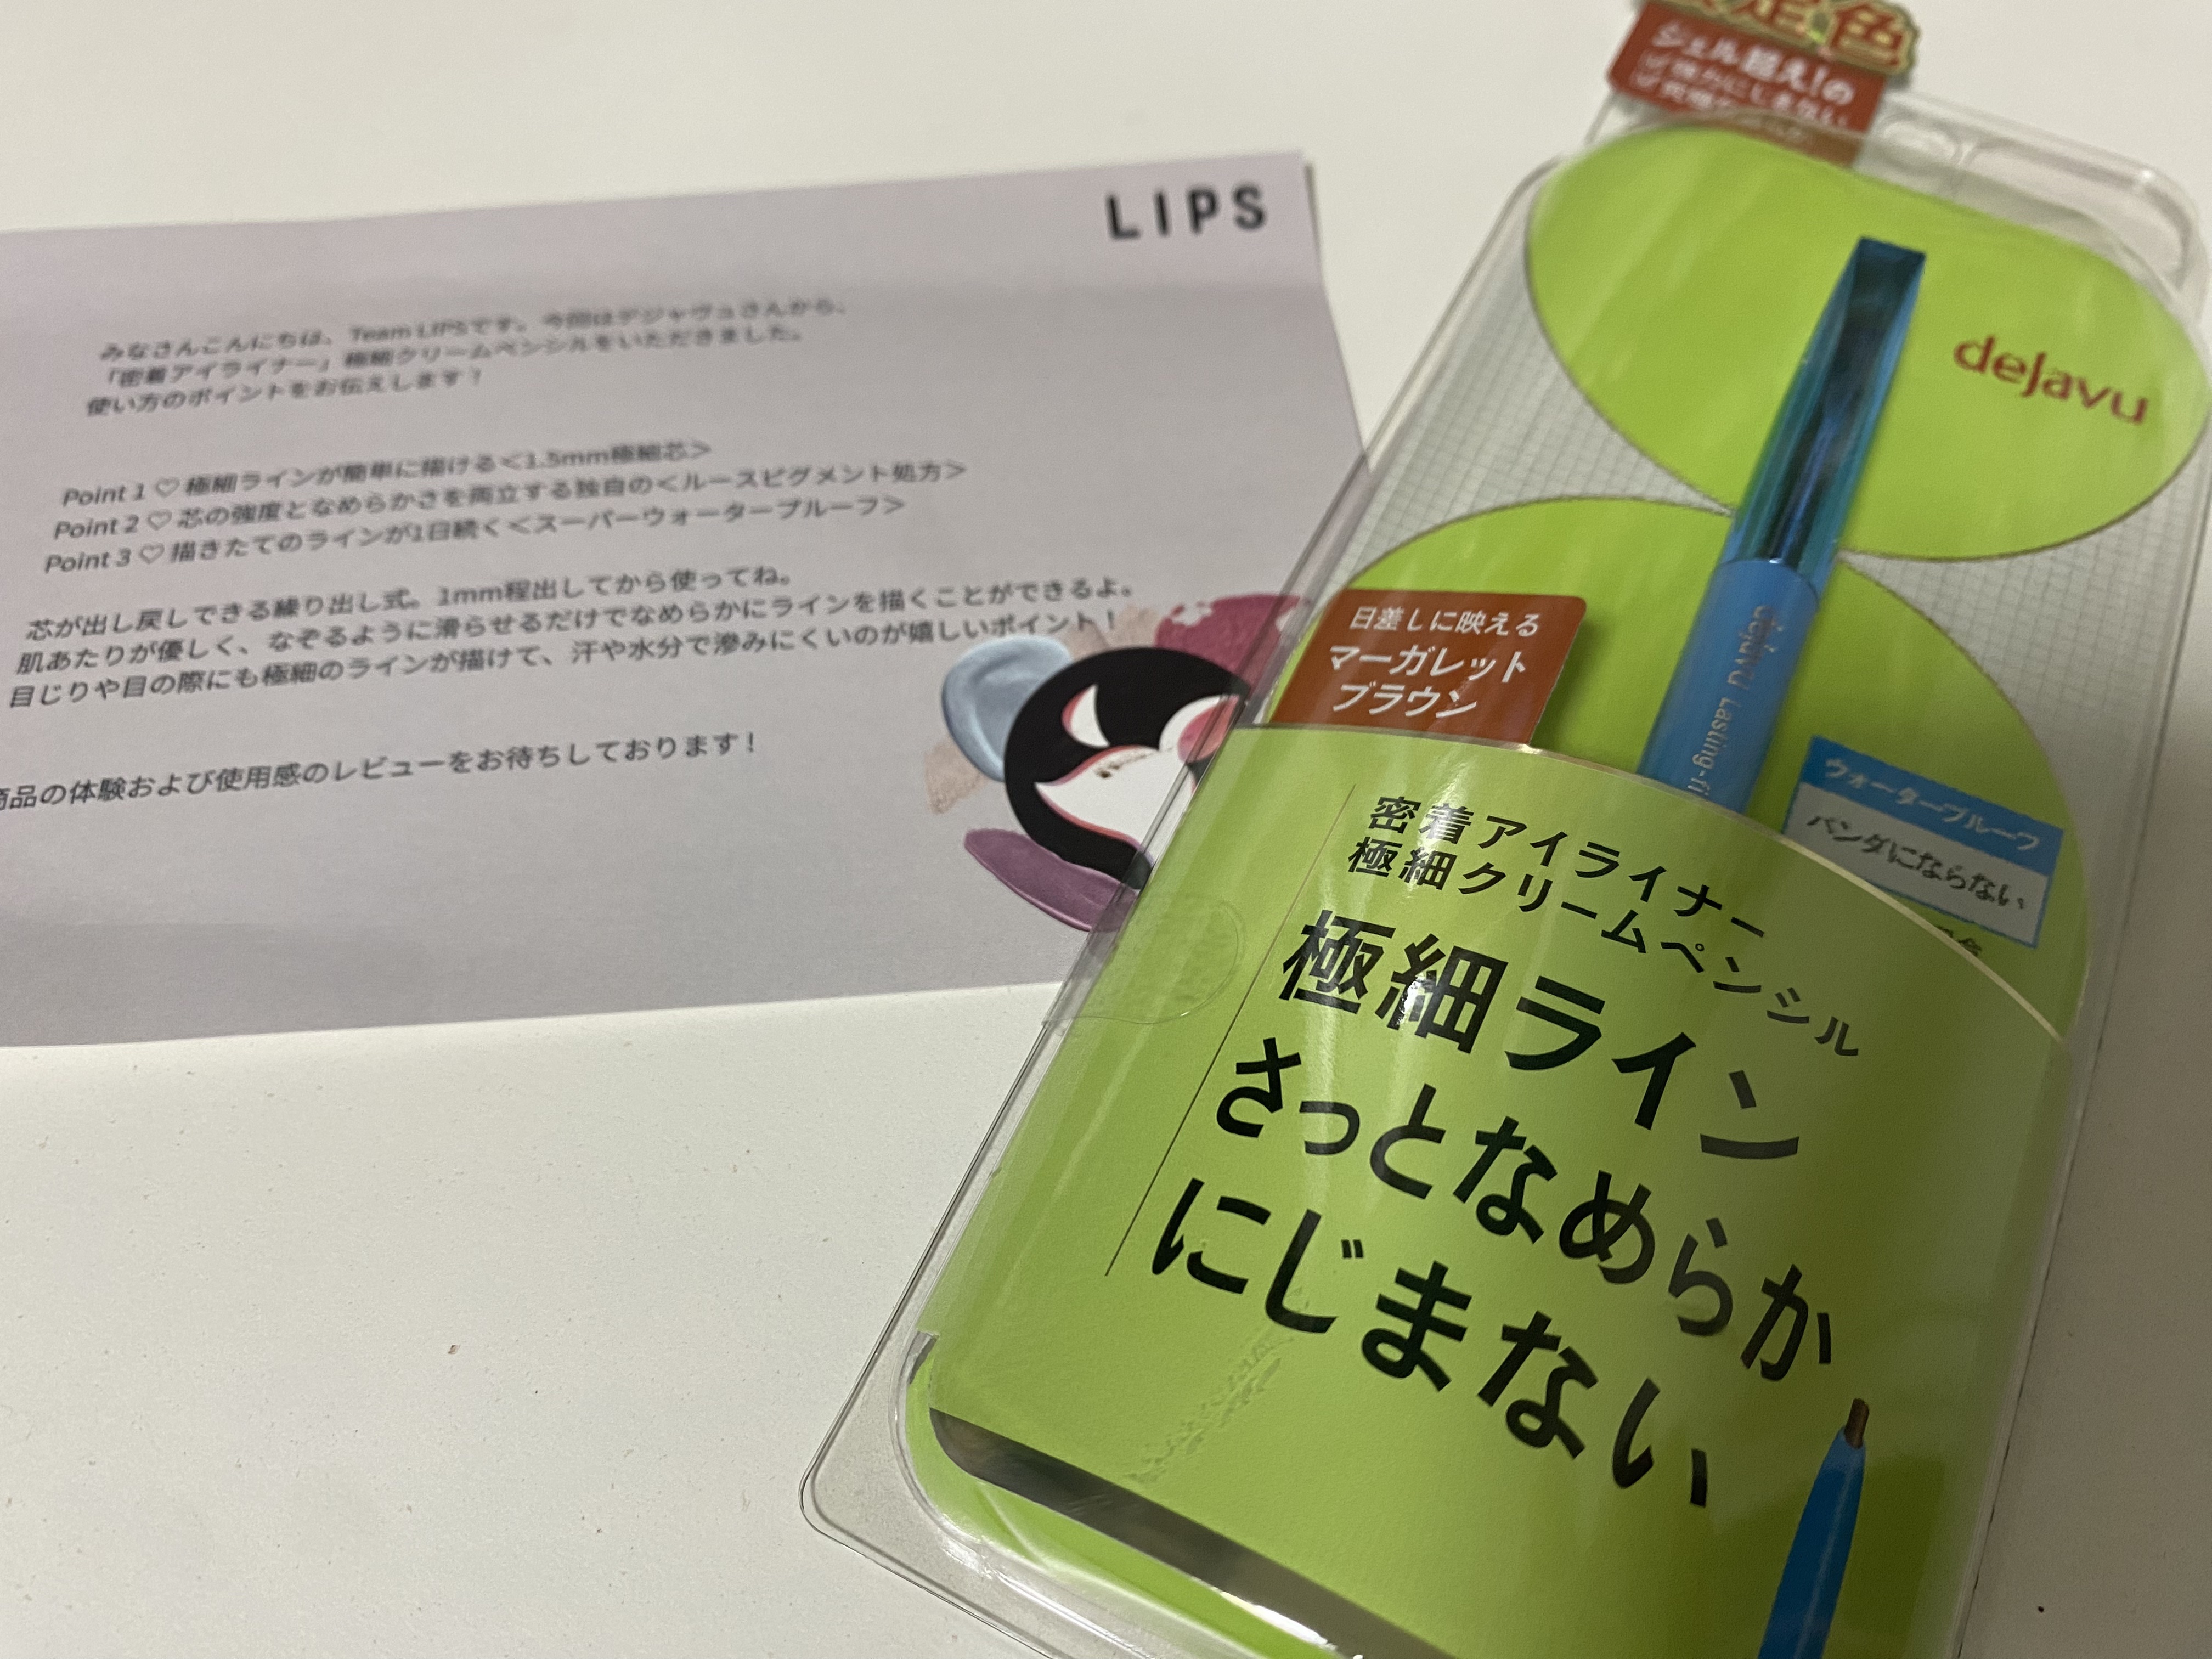 LIPS
みなさんこんにちは、Team LIPSです。今回はデジャヴュさんから、
「密着アイライナー」極細クリームペンシルをいただきました。
使い方のポイントをお伝えします！
Point 1 ♡ 極細ラインが簡単に描ける＜1.5mm極細芯＞
Point 2 ♡ 芯の強度となめらかさを両立する独自の＜ルースピグメント処方＞
Point 3 ♡ 描きたてのラインが1日続く＜スーパーウォータープルーフ＞
芯が出し戻しできる繰り出し式。1mm程出してから使ってね。
肌あたりが優しく、なぞるように滑らせるだけでなめらかにラインを描くことができるよ。
目じりや目の際にも極細のラインが描けて、汗や水分で滲みにくいのが嬉しいポイント！
商品の体験および使用感のレビューをお待ちしております！
定色
ジェル超え!の
dejavu
dejavu Lasting-fi
日差しに映える
マーガレット
ブラウン
ウォータープルーフ
パンダにならない
密着アイライナー
極細クリームペンシル
極細ライン
さっとなめらか
にじまない